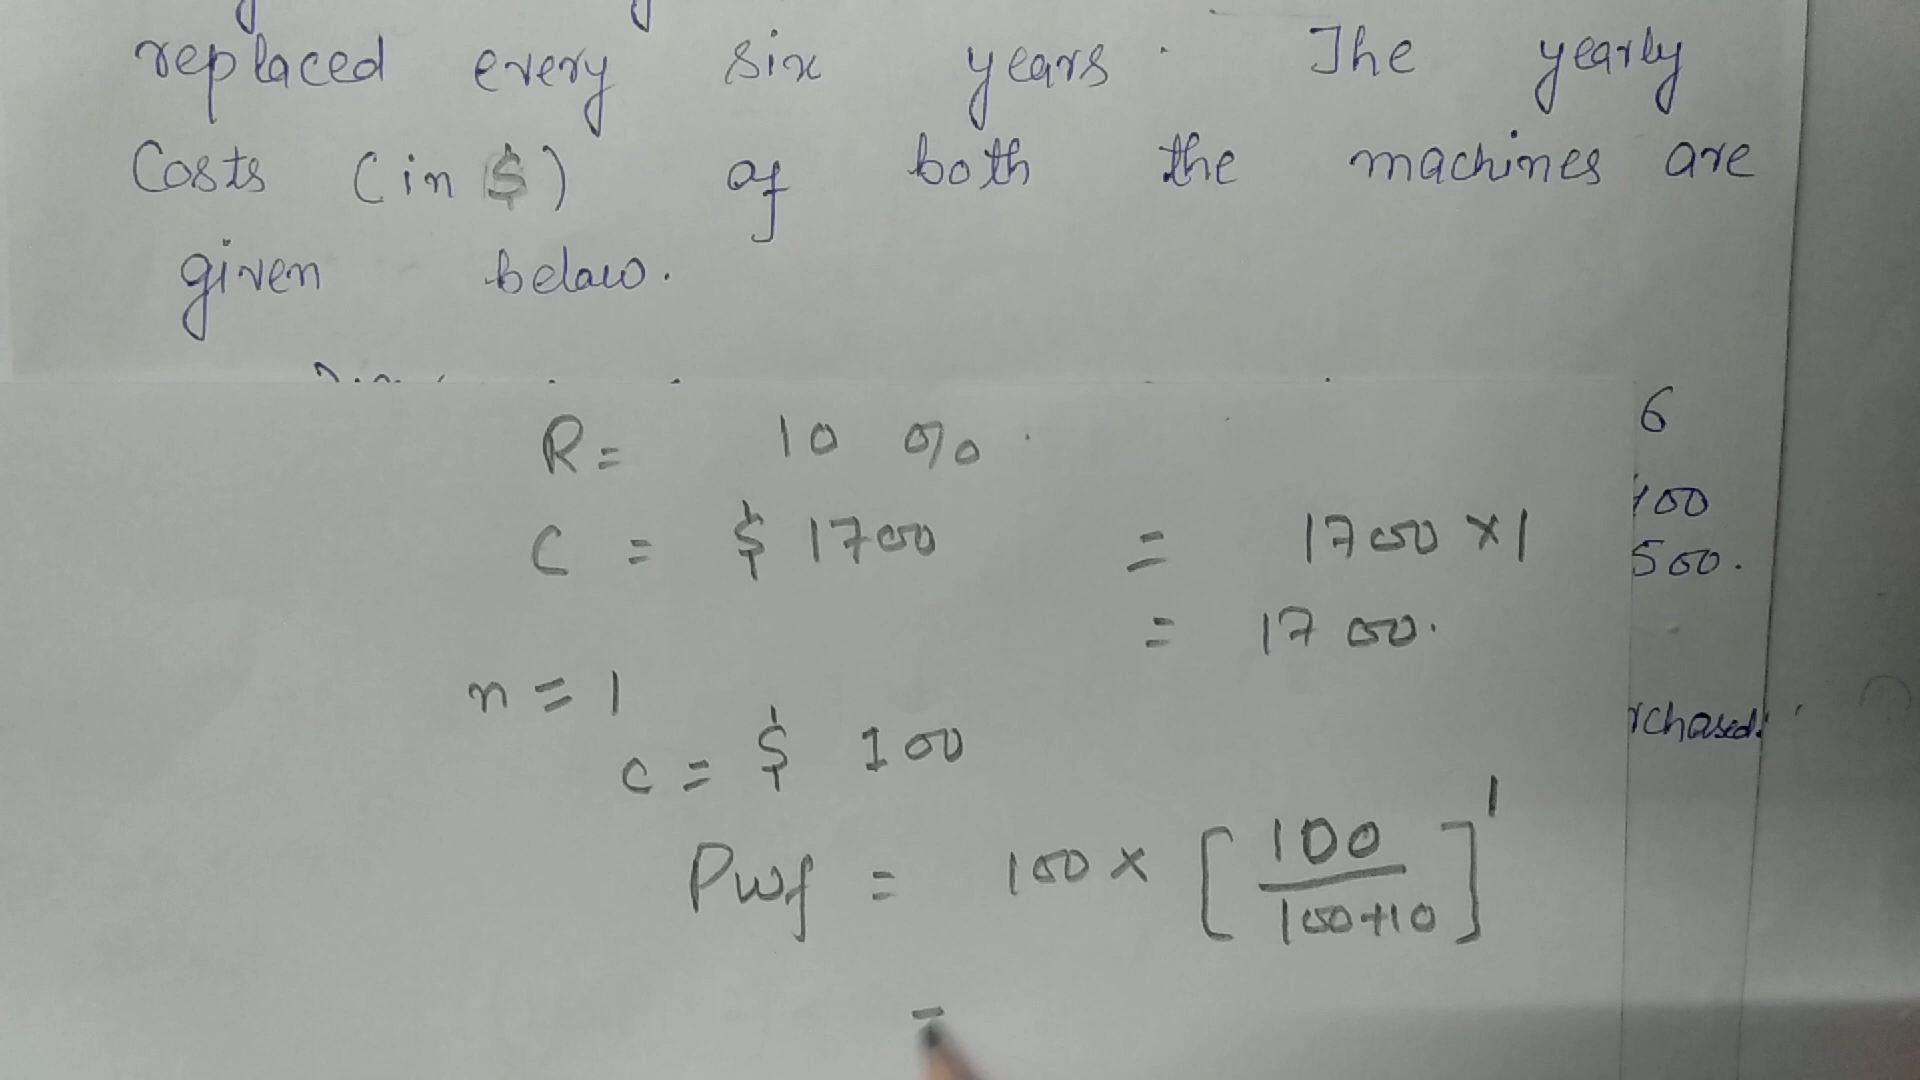 replaced every six years. The yearly
Costs (in $) of both the machines are
given below.
6
R = 10 %
100
C = $ 1700 = 1700 x 1
500.
= 1700.
n = 1
rchased.
C = $ 100
Pwf = 100 x [100/100+10]^1
=